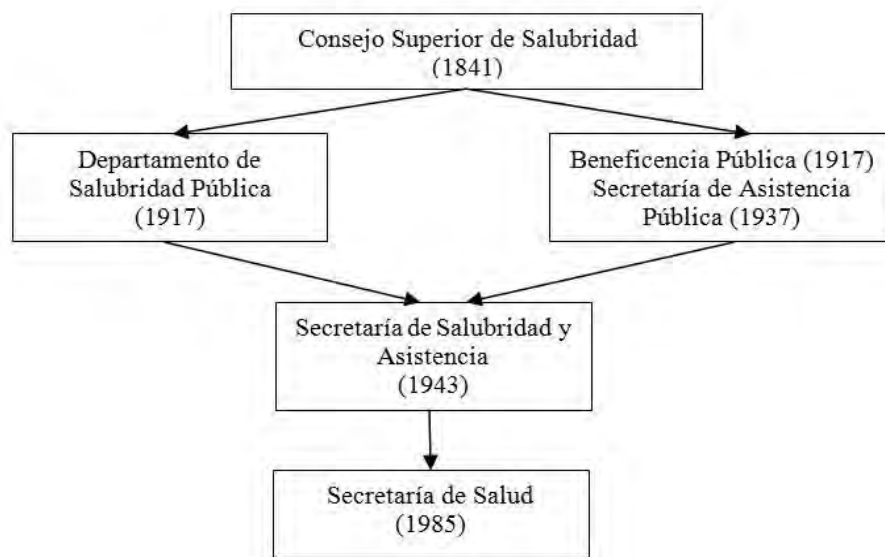 Consejo Superior de Salubridad
(1841)
Departamento de
Salubridad Pública
(1917)
Beneficencia Pública (1917)
Secretaría de Asistencia
Pública (1937)
Secretaría de Salubridad y
Asistencia
(1943)
Secretaría de Salud
(1985)